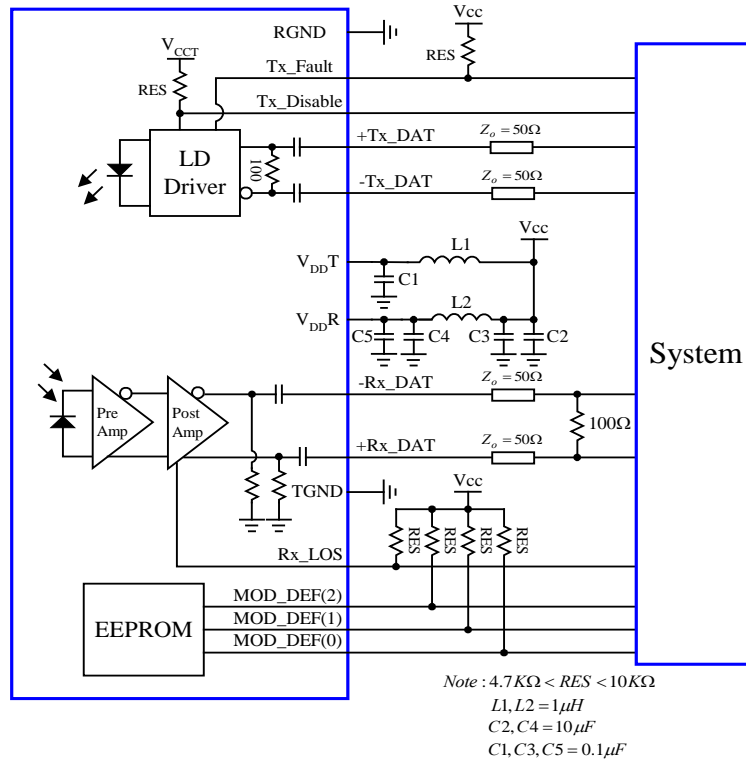 RGND
Vcc
V_CCT
Tx_Fault
RES
RES
Tx_Disable
+Tx_DAT
Z_o = 50Ω
LD
Driver
100
-Tx_DAT
Z_o = 50Ω
Vcc
V_DD T
L1
C1
V_DD R
L2
C5
C4
C3
C2
System
-Rx_DAT
Z_o = 50Ω
Pre
Amp
Post
Amp
100Ω
+Rx_DAT
Z_o = 50Ω
TGND
Vcc
RES
RES
RES
RES
Rx_LOS
EEPROM
MOD_DEF(2)
MOD_DEF(1)
MOD_DEF(0)
Note : 4.7KΩ < RES < 10KΩ
L1, L2 = 1μH
C2, C4 = 10μF
C1, C3, C5 = 0.1μF